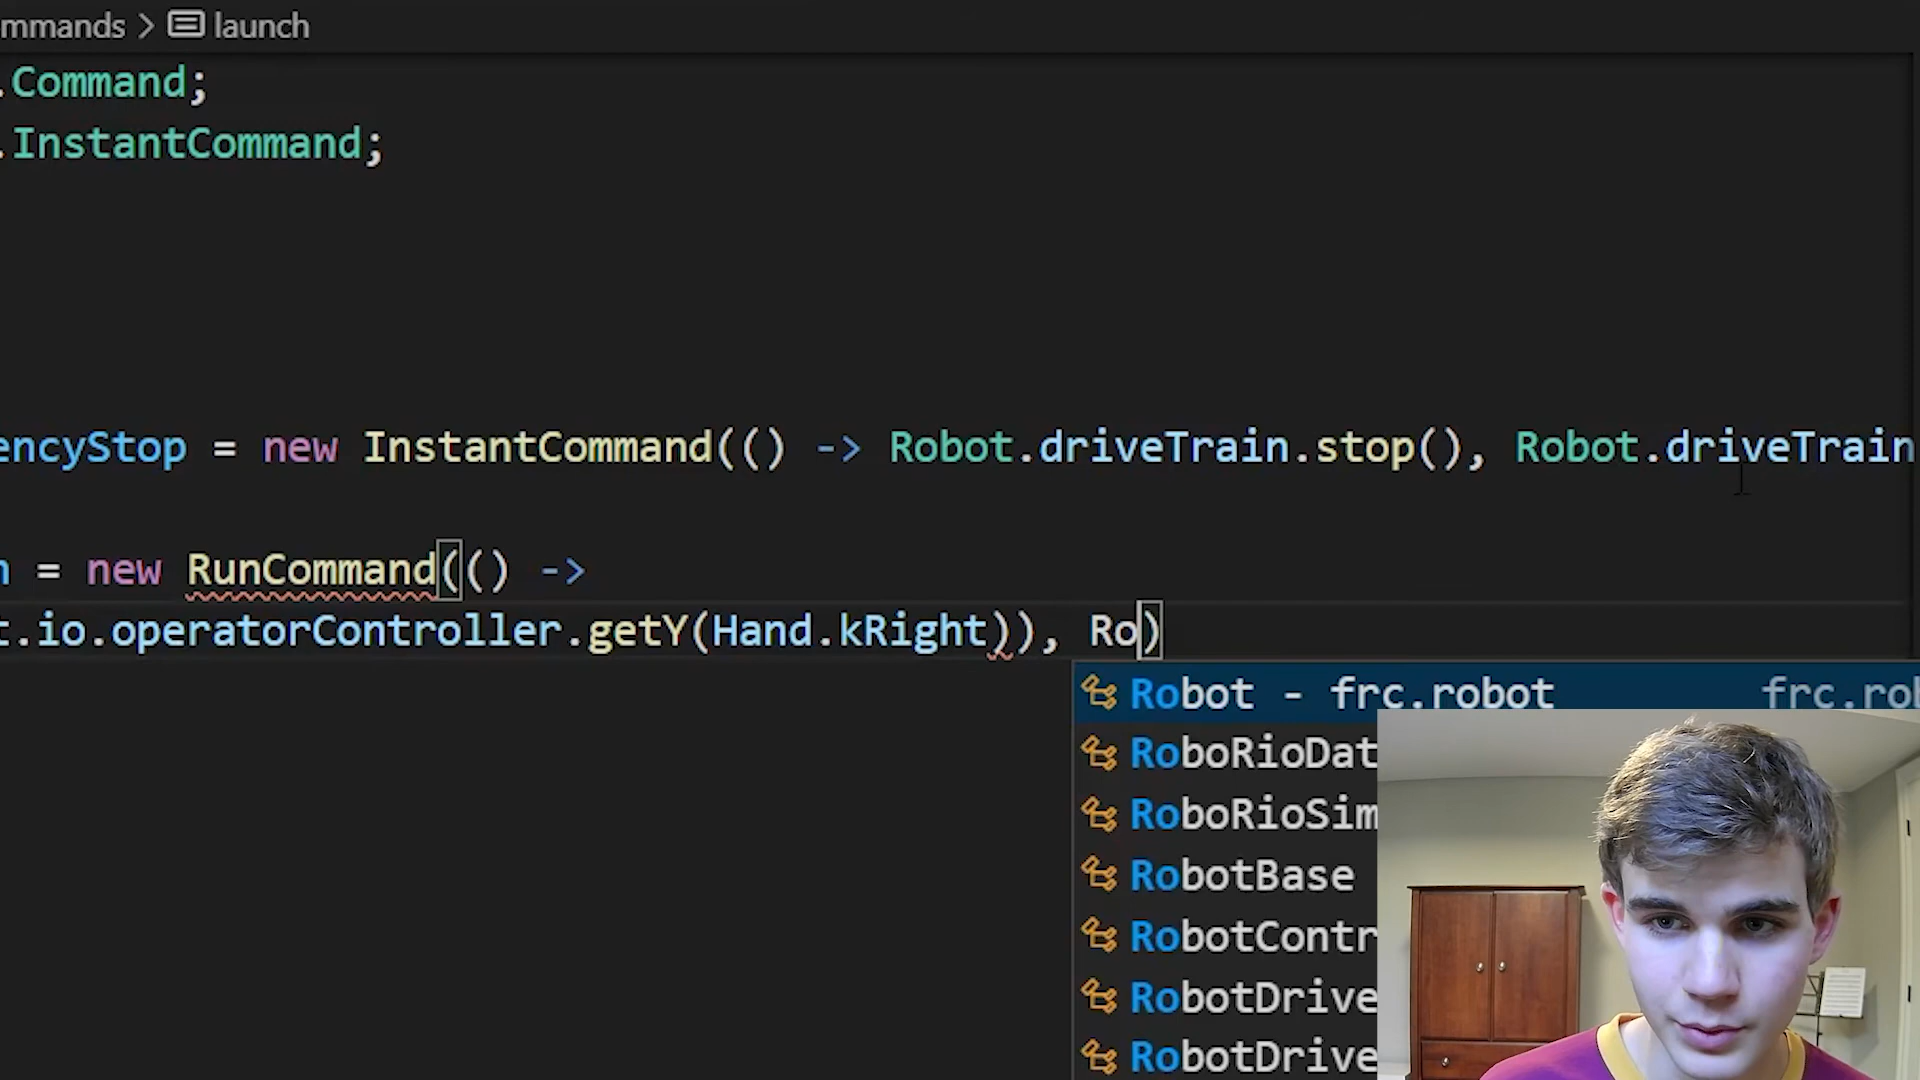 mmands > launch
.Command;
.InstantCommand;
encyStop = new InstantCommand(() -> Robot.driveTrain.stop(), Robot.driveTrain
= new RunCommand(() ->
t.io.operatorController.getY(Hand.kRight)), Ro)
Robot - frc.robot frc.rob
RoboRioDat
RoboRioSim
RobotBase
RobotContr
RobotDrive
RobotDrive